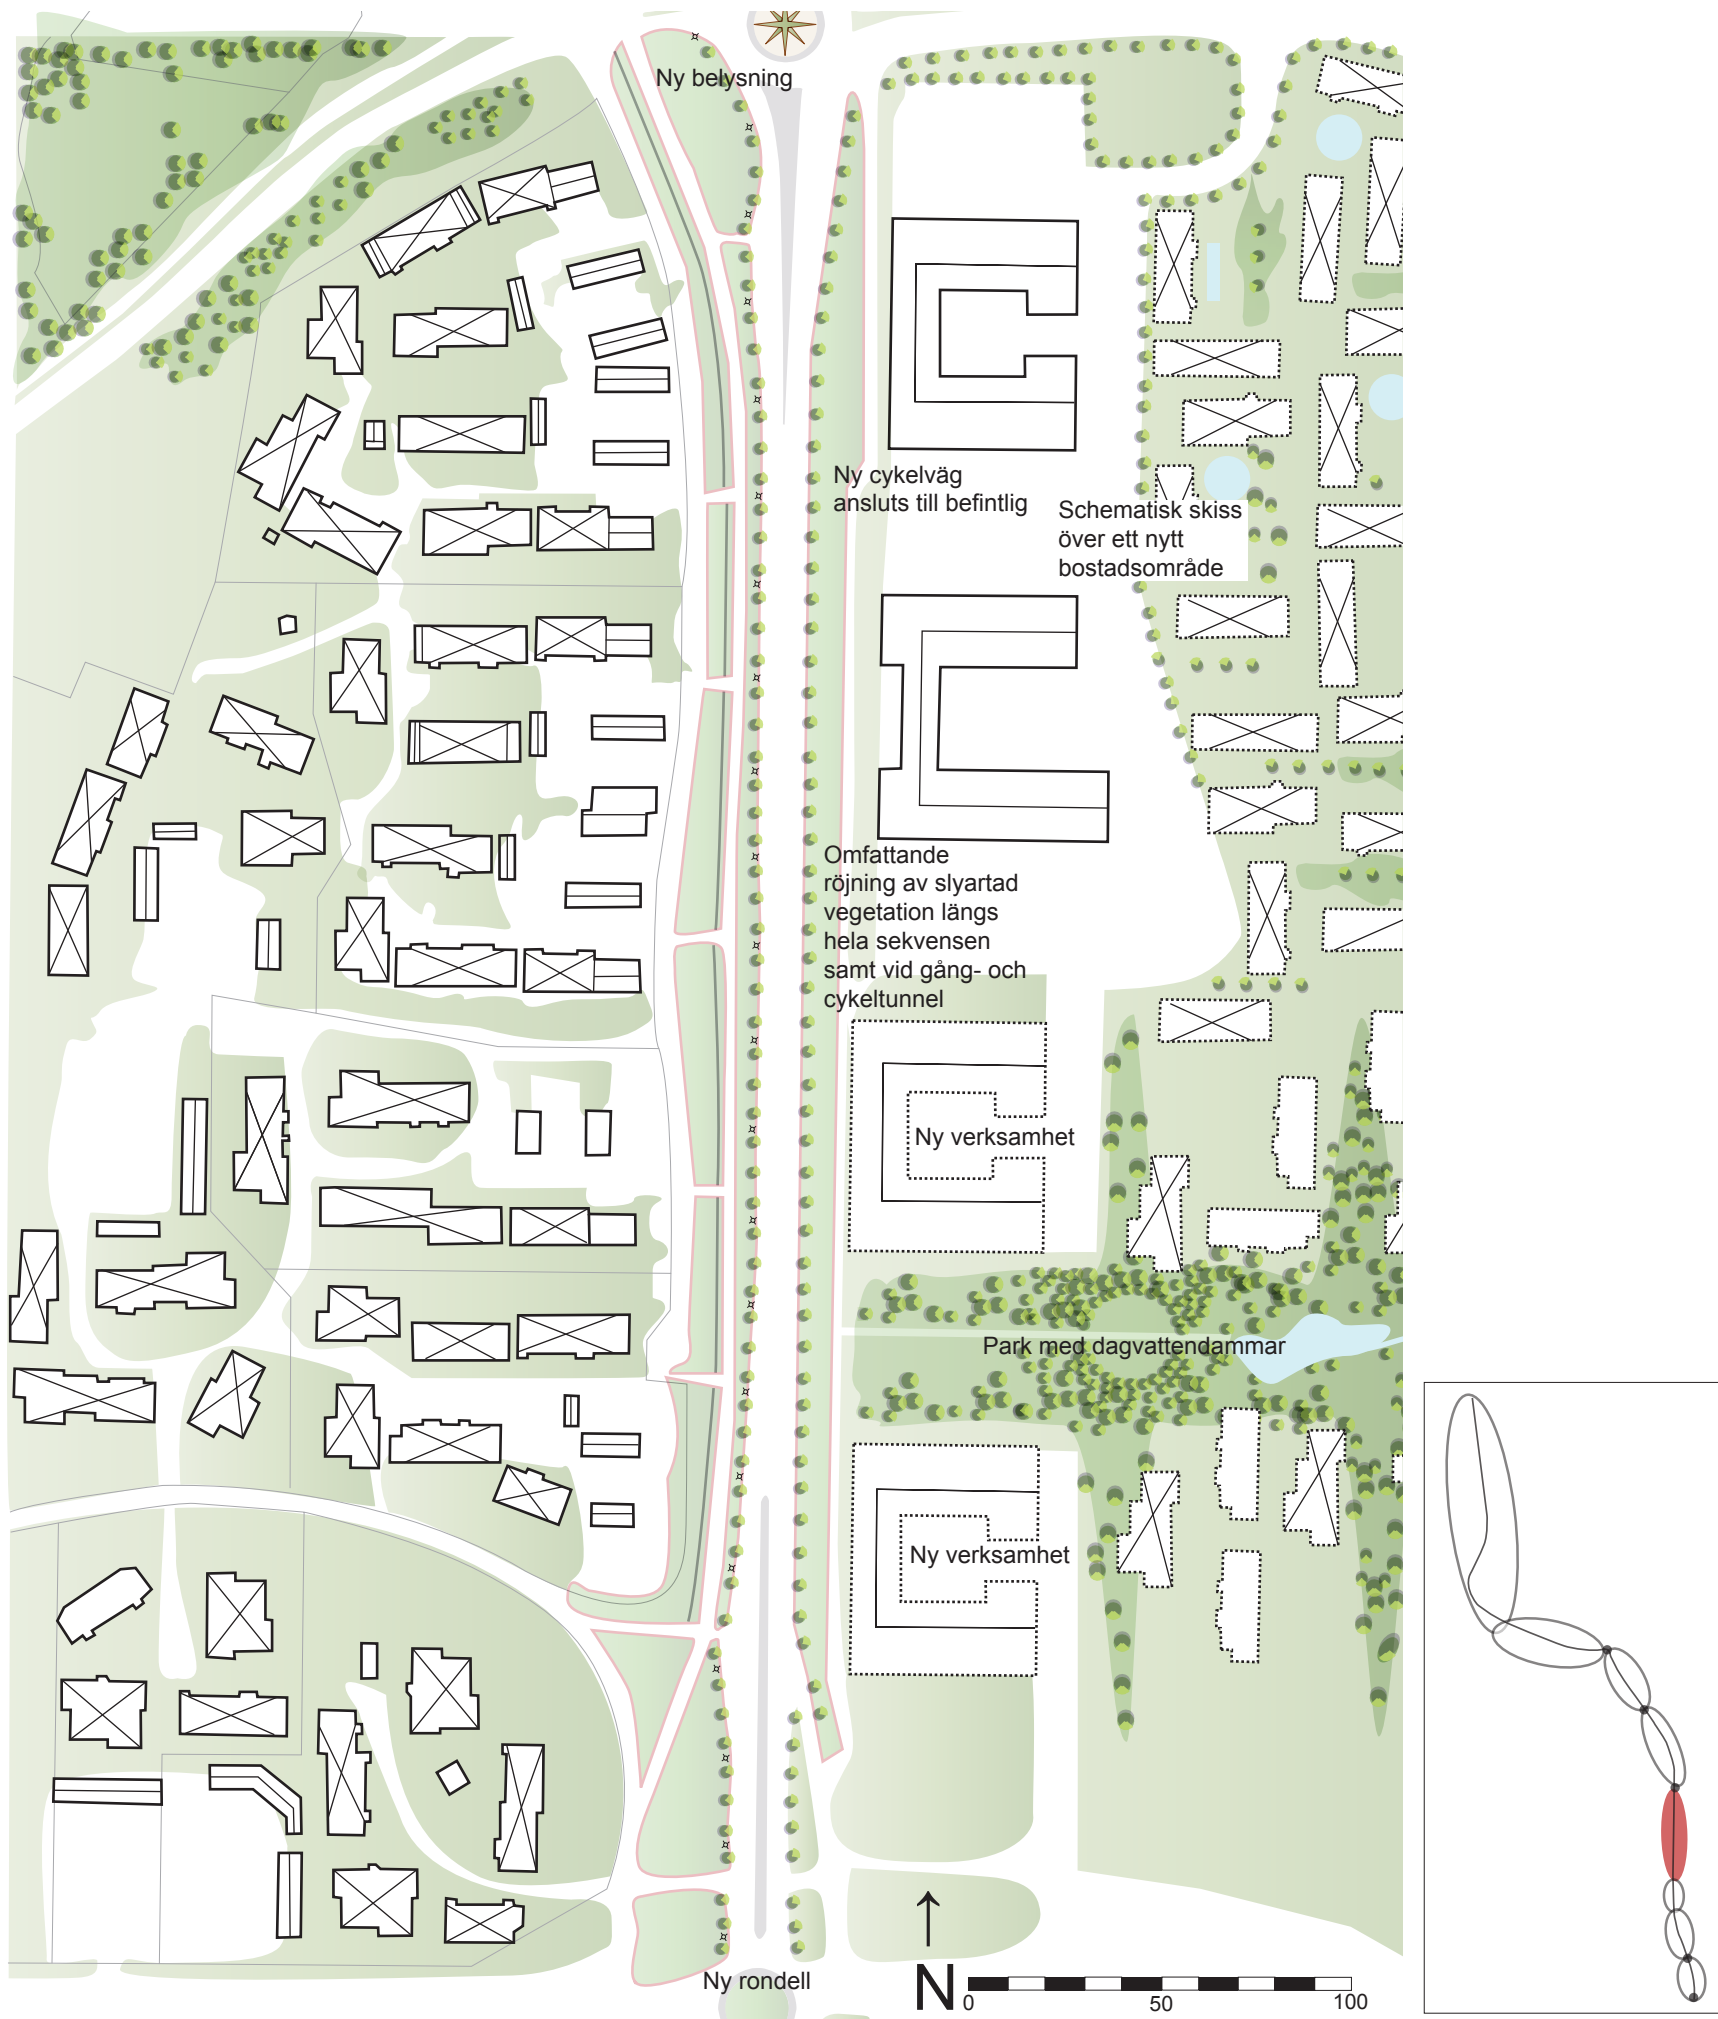 Ny belysning
Ny cykelväg
ansluts till befintlig
Schematisk skiss
över ett nytt
bostadsområde
Omfattande
röjning av slyartad
vegetation längs
hela sekvensen
samt vid gång- och
cykeltunnel
Ny verksamhet
Park med dagvattendammar
Ny verksamhet
Ny rondell
N
0 50 100